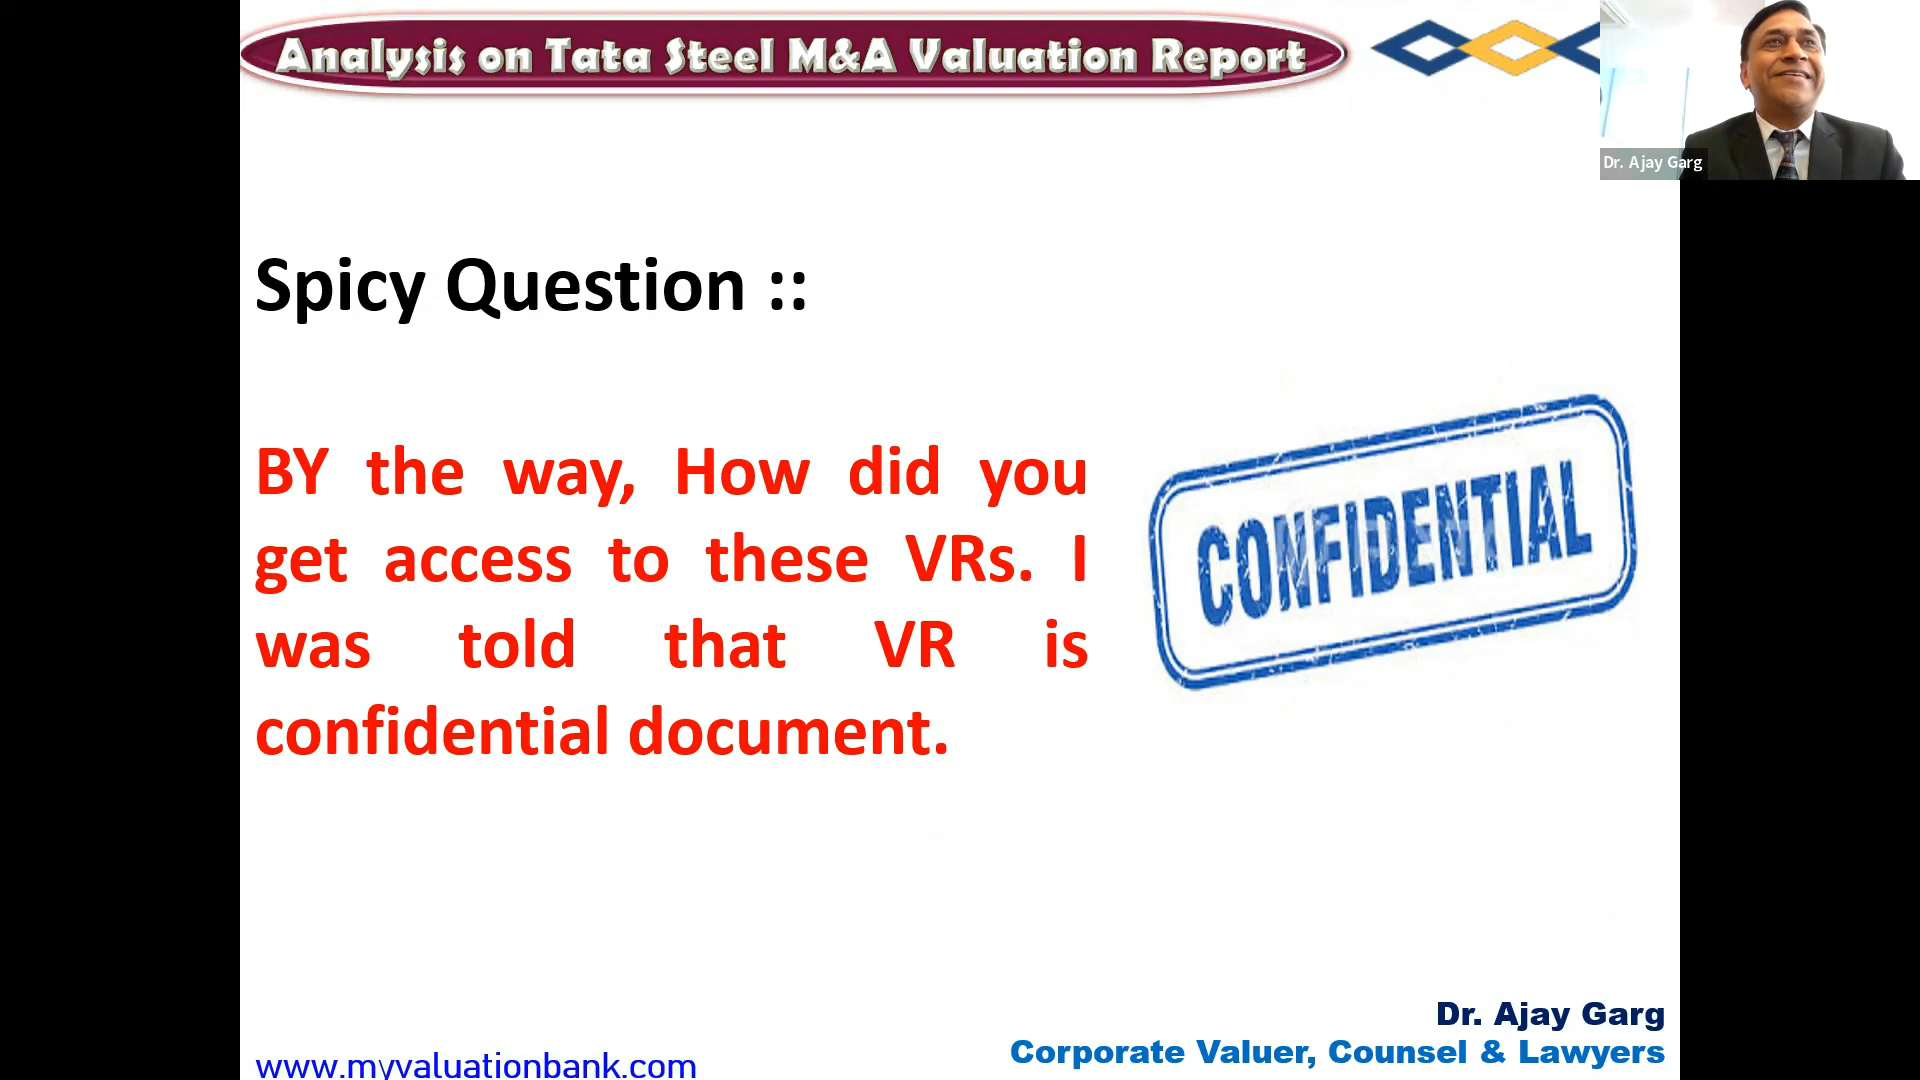 Analysis on Tata Steel M&A Valuation Report
Dr. Ajay Garg
Spicy Question ::
BY the way, How did you
get access to these VRs. I
was told that VR is
confidential document.
CONFIDENTIAL
Dr. Ajay Garg
Corporate Valuer, Counsel & Lawyers
www.myvaluationbank.com